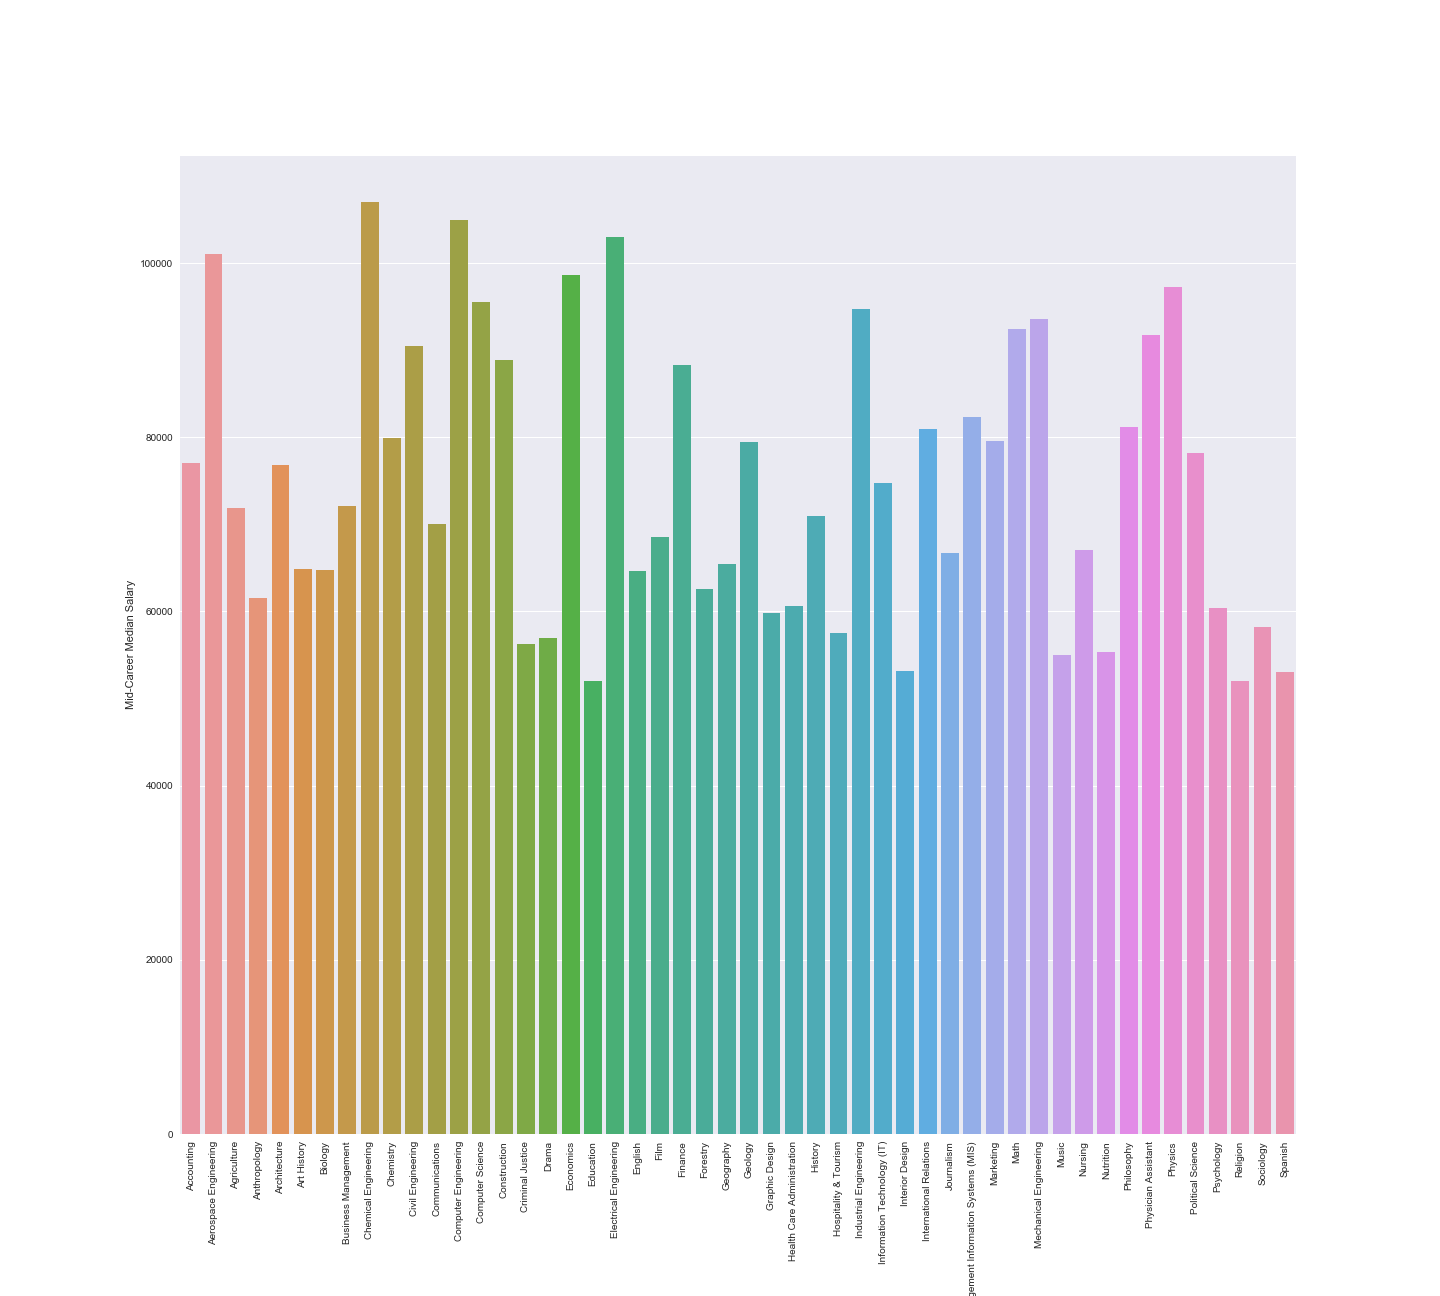 Mid-Career Median Salary
100000
80000
60000
40000
20000
0
Accounting
Aerospace Engineering
Agriculture
Anthropology
Architecture
Art History
Biology
Business Management
Chemical Engineering
Chemistry
Civil Engineering
Communications
Computer Engineering
Computer Science
Construction
Criminal Justice
Drama
Economics
Education
Electrical Engineering
English
Film
Finance
Forestry
Geography
Geology
Graphic Design
Health Care Administration
History
Hospitality & Tourism
Industrial Engineering
Information Technology (IT)
Interior Design
International Relations
Journalism
gement Information Systems (MIS)
Marketing
Math
Mechanical Engineering
Music
Nursing
Nutrition
Philosophy
Physician Assistant
Physics
Political Science
Psychology
Religion
Sociology
Spanish